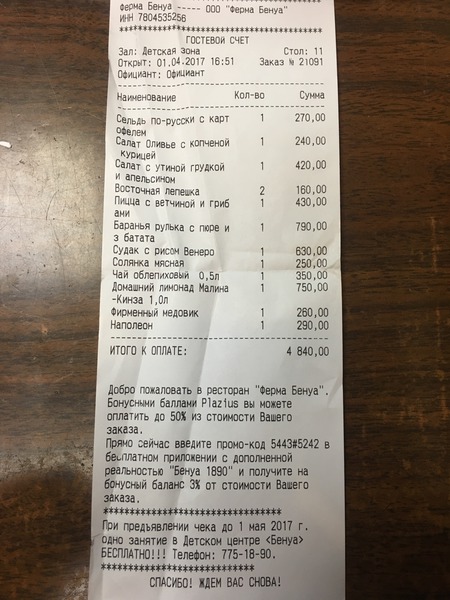 Ферма Бенуа ----- ООО "Ферма Бенуа"
ИНН 7804535256
********************************
ГОСТЕВОЙ СЧЕТ
Зал: Детская зона Стол: 11
Открыт: 01.04.2017 16:51 Заказ № 21091
Официант: Официант
Наименование Кол-во Сумма
Сельдь по-русски с карт 1 270,00
офелем
Салат Оливье с копченой 1 240,00
курицей
Салат с утиной грудкой 1 420,00
и апельсином
Восточная лепешка 2 160,00
Пицца с ветчиной и гриб 1 430,00
ами
Баранья рулька с пюре и 1 790,00
з батата
Судак с рисом Венеро 1 630,00
Солянка мясная 1 250,00
Чай облепиховый 0,5л 1 350,00
Домашний лимонад Малина 1 750,00
-Кинза 1,0л
Фирменный медовик 1 260,00
Наполеон 1 290,00
ИТОГО К ОПЛАТЕ: 4 840,00
Добро пожаловать в ресторан "Ферма Бенуа".
Бонусными баллами Plazius вы можете
оплатить до 50% из стоимости Вашего
заказа.
Прямо сейчас введите промо-код 5443#5242 в
бесплатном приложении с дополненной
реальностью "Бенуа 1890" и получите на
бонусный баланс 3% от стоимости Вашего
заказа.
********************************
При предъявлении чека до 1 мая 2017 г.
одно занятие в Детском центре <Бенуа>
БЕСПЛАТНО!!! Телефон: 775-18-90.
********************************
СПАСИБО! ЖДЕМ ВАС СНОВА!